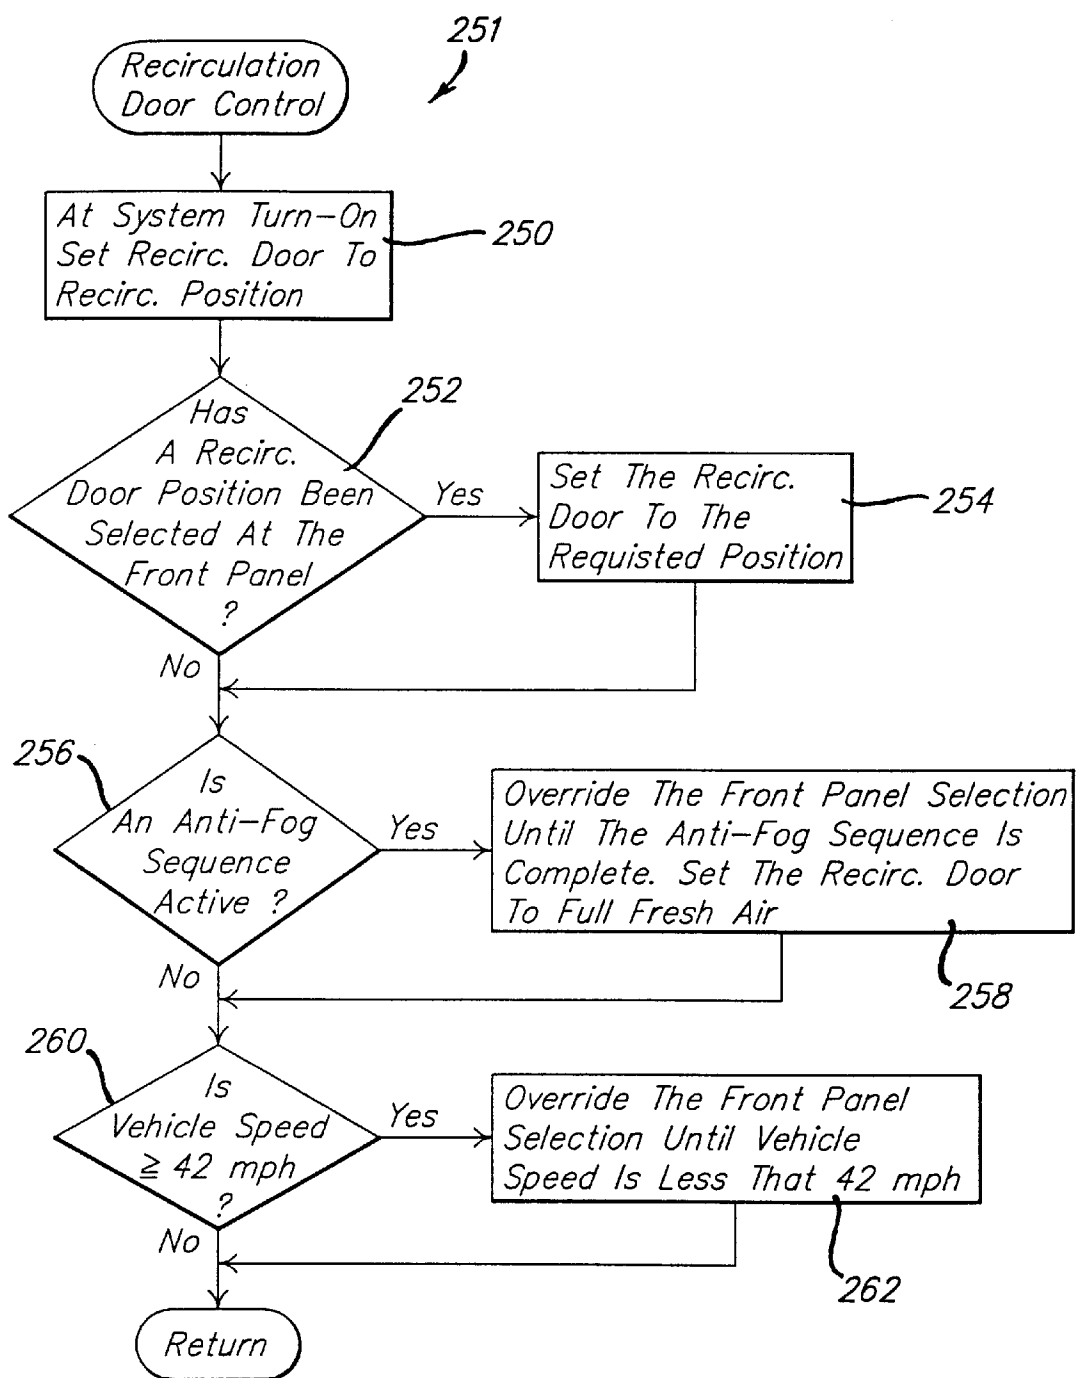 251
Recirculation
Door Control
At System Turn-On
Set Recirc. Door To
Recirc. Position
250
Has
A Recirc.
Door Position Been
Selected At The
Front Panel
?
252
Yes
Set The Recirc.
Door To The
Requisted Position
254
No
256
Is
An Anti-Fog
Sequence
Active ?
Yes
Override The Front Panel Selection
Until The Anti-Fog Sequence Is
Complete. Set The Recirc. Door
To Full Fresh Air
258
No
260
Is
Vehicle Speed
≧ 42 mph
?
Yes
Override The Front Panel
Selection Until Vehicle
Speed Is Less That 42 mph
262
No
Return